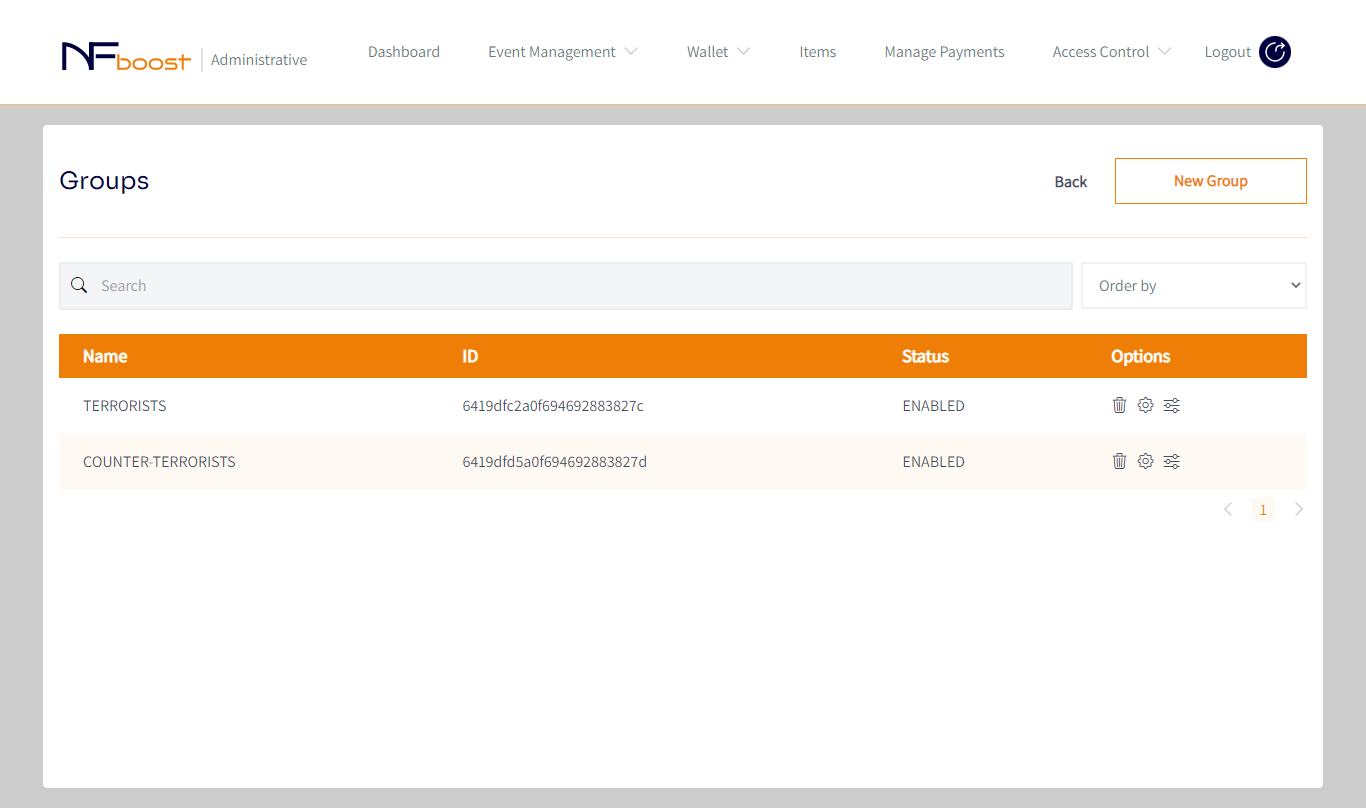 NFboost Administrative Dashboard Event Management Wallet Items Manage Payments Access Control Logout
Groups Back New Group
Search Order by
Name ID Status Options
TERRORISTS 6419dfc2a0f694692883827c ENABLED
COUNTER-TERRORISTS 6419dfd5a0f694692883827d ENABLED
1